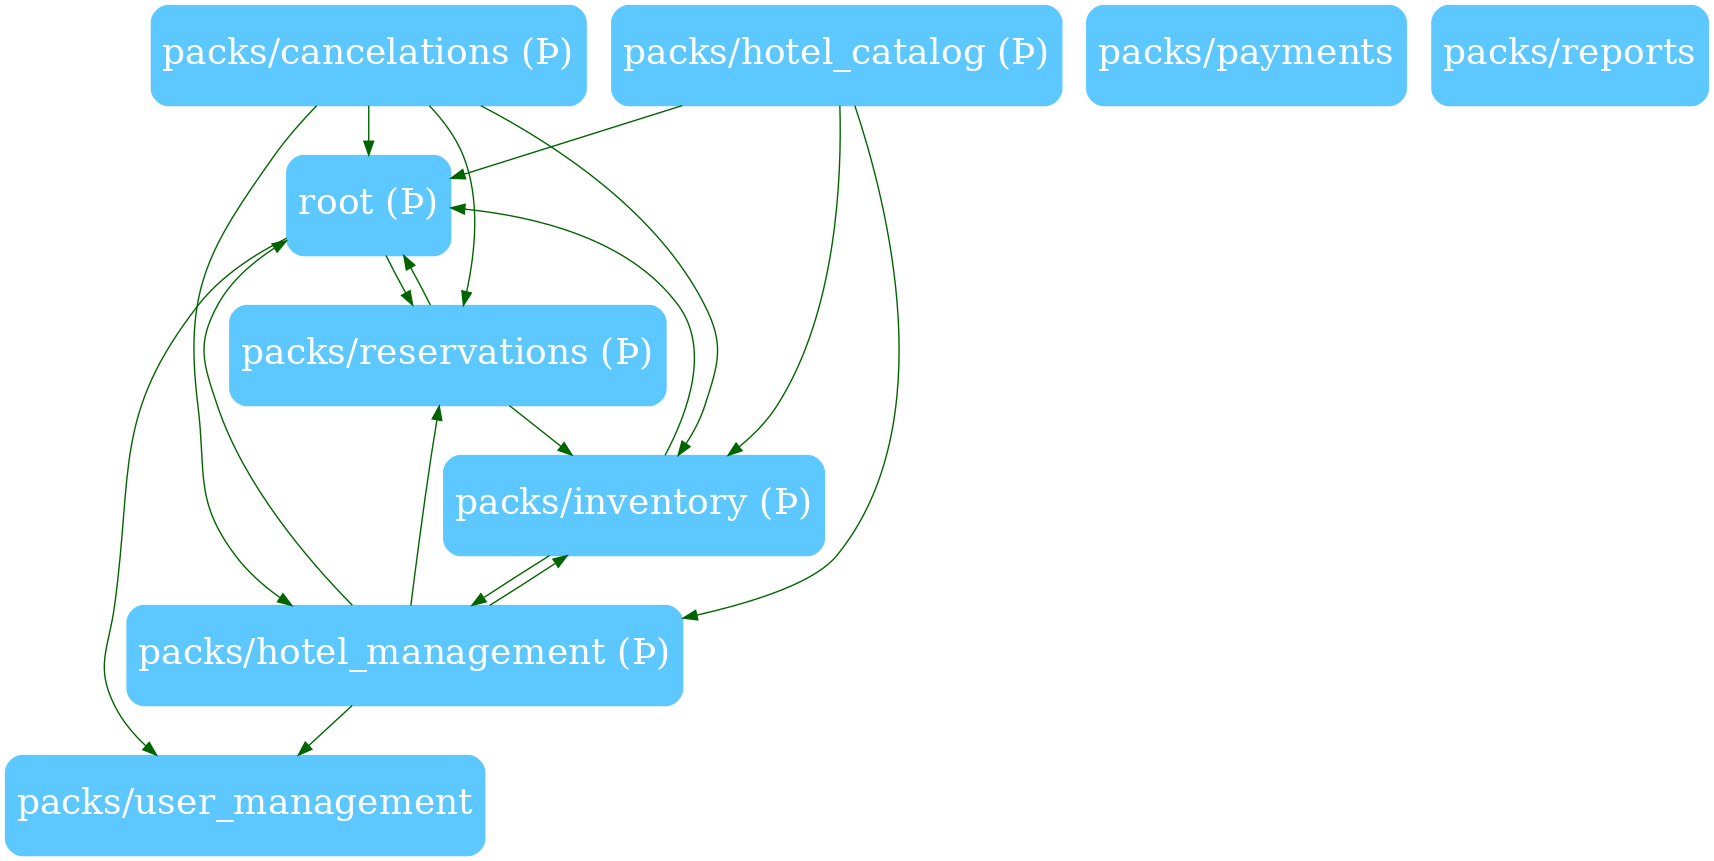 packs/cancelations (Þ)
packs/hotel_catalog (Þ)
packs/payments
packs/reports
root (Þ)
packs/reservations (Þ)
packs/inventory (Þ)
packs/hotel_management (Þ)
packs/user_management